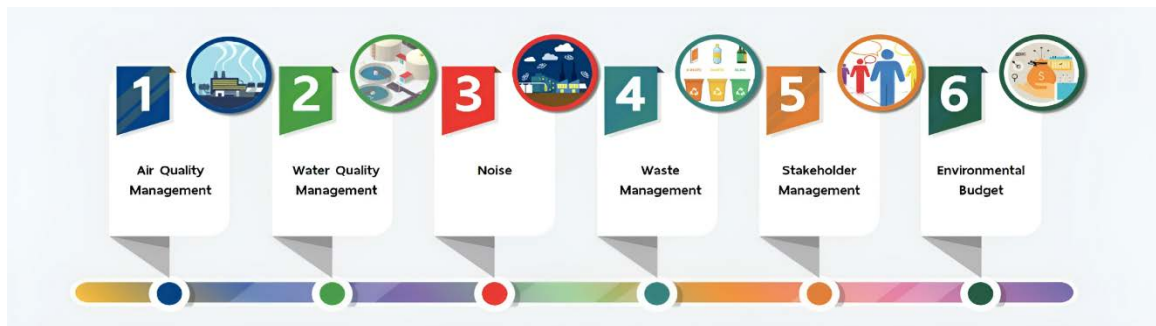 1
Air Quality
Management
2
Water Quality
Management
3
Noise
4
Waste
Management
5
Stakeholder
Management
6
Environmental
Budget